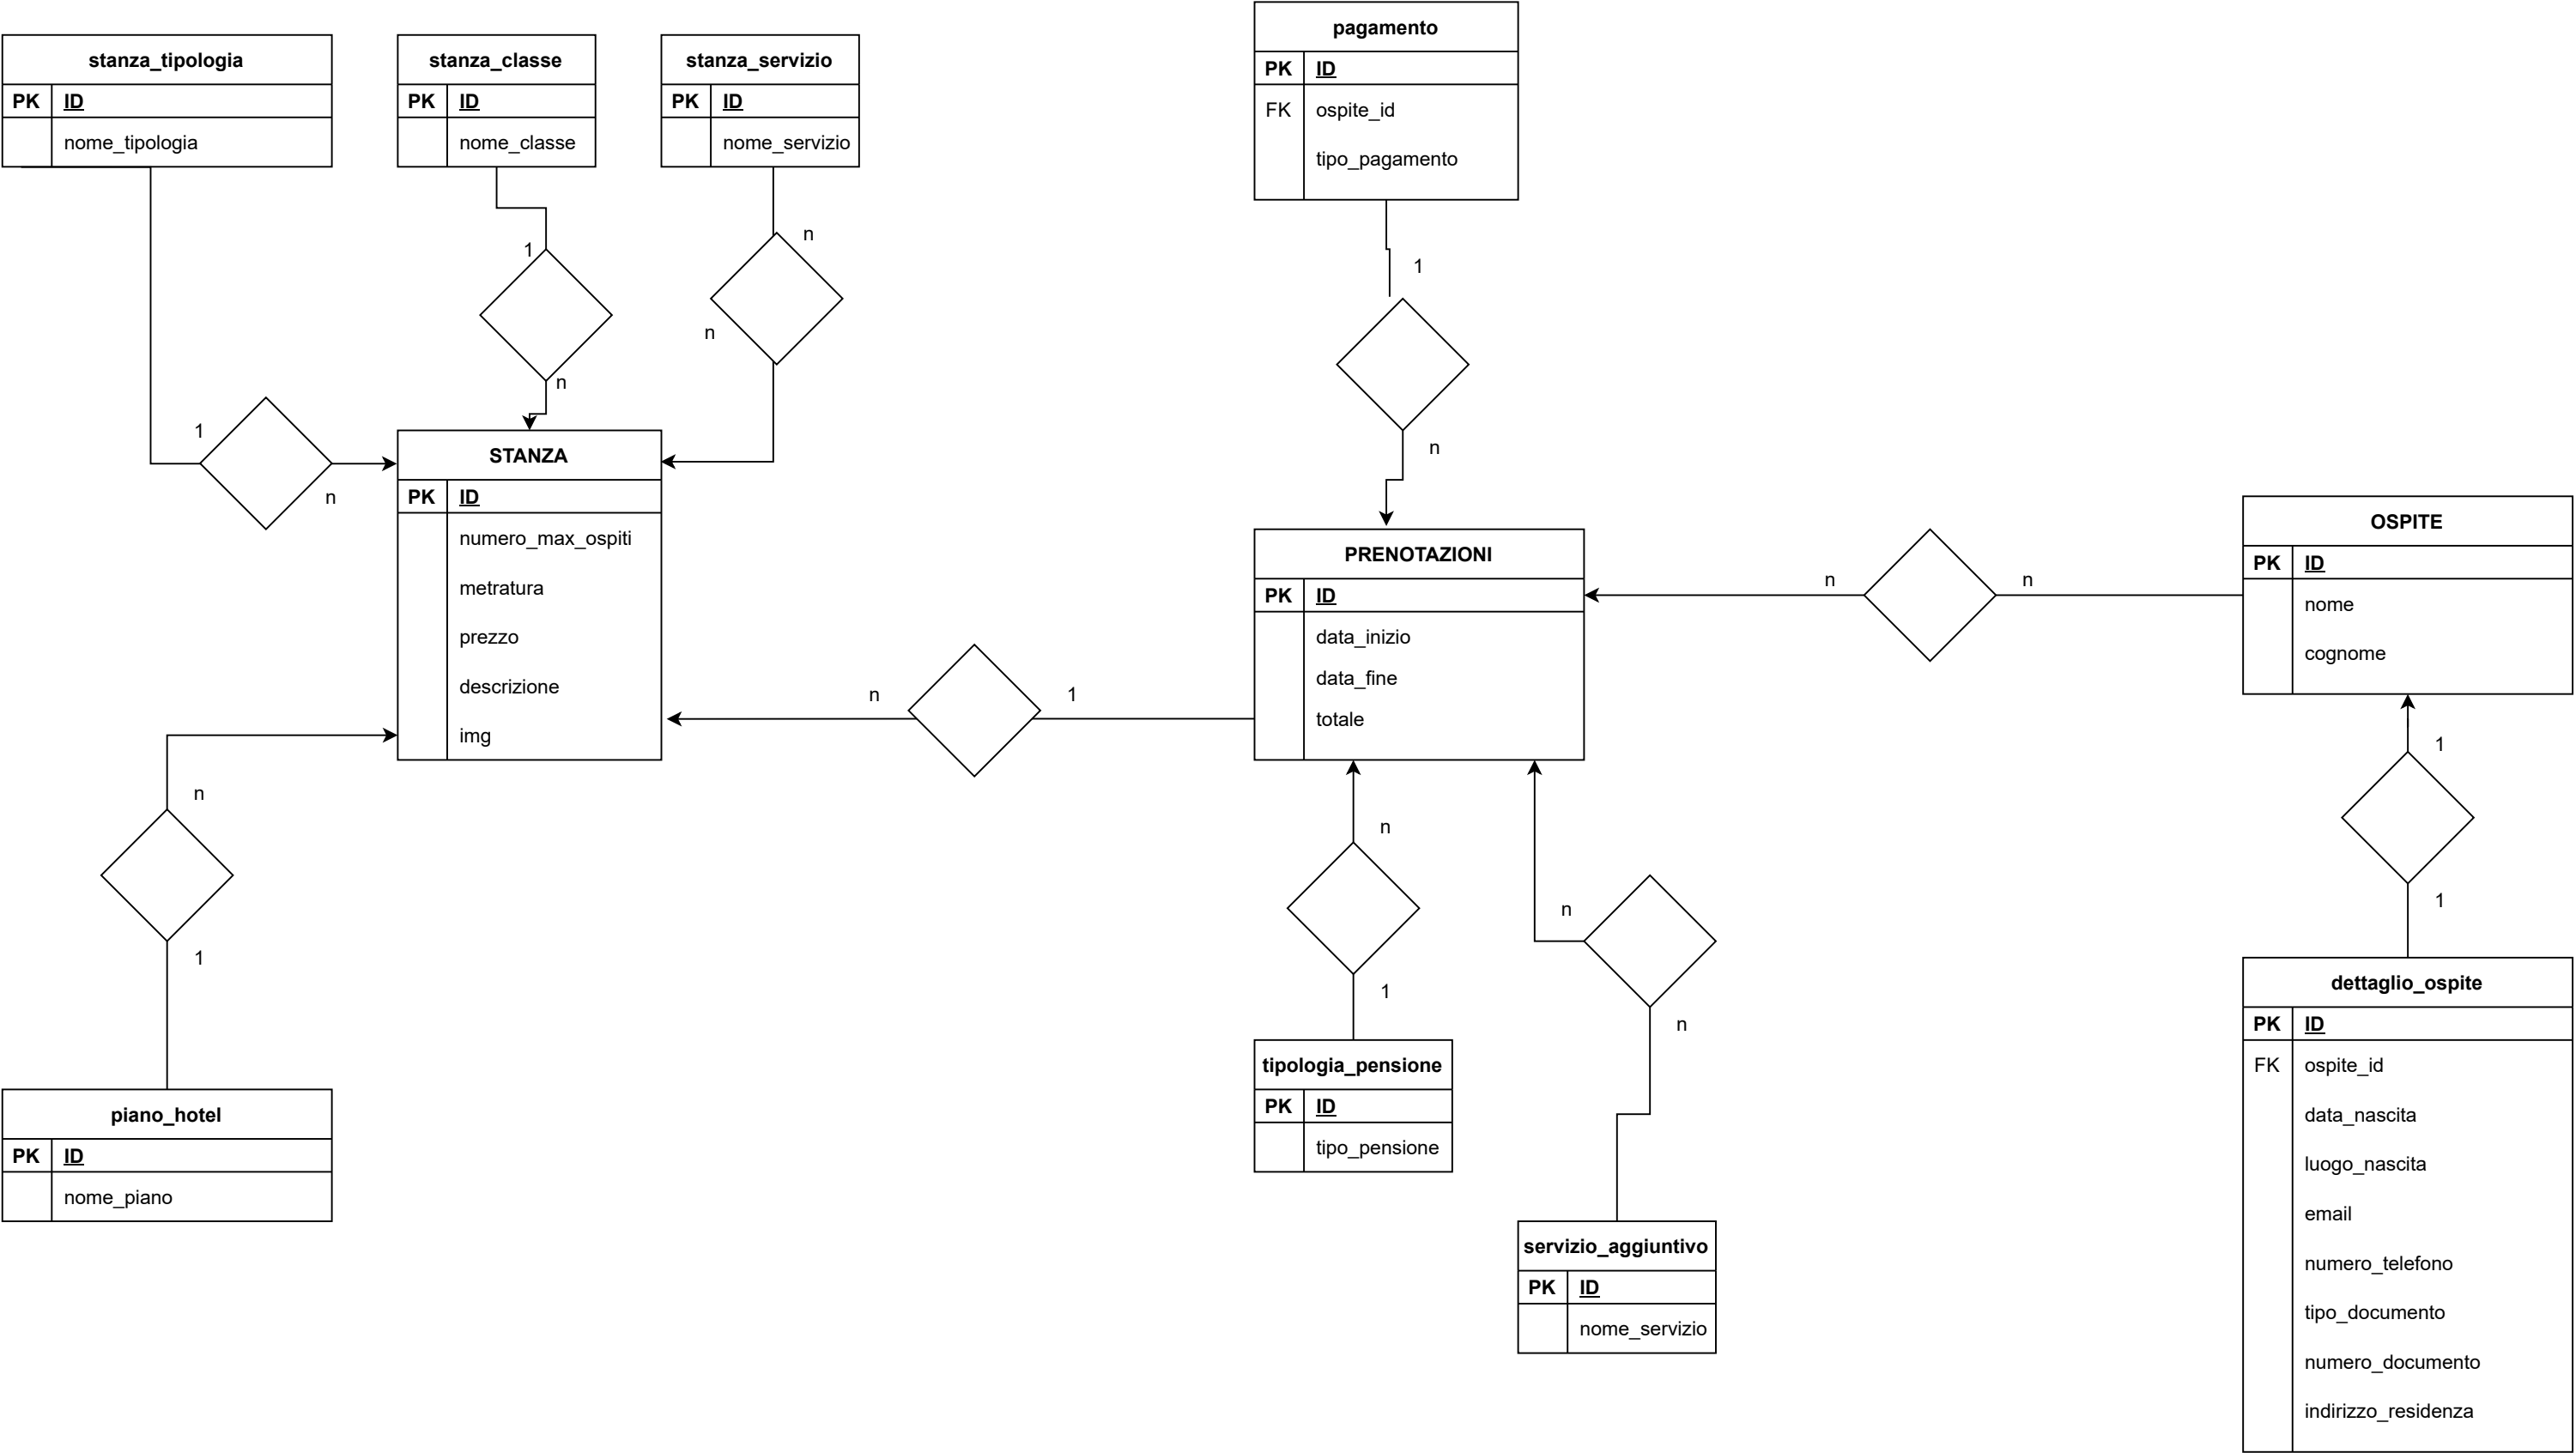 stanza_tipologia
PK ID
nome_tipologia
stanza_classe
PK ID
nome_classe
stanza_servizio
PK ID
nome_servizio
pagamento
PK ID
FK ospite_id
tipo_pagamento
1
n
1
n
n
n
1
n
STANZA
PK ID
numero_max_ospiti
metratura
prezzo
descrizione
img
n
1
PRENOTAZIONI
PK ID
data_inizio
data_fine
totale
n
n
OSPITE
PK ID
nome
cognome
n
1
n
1
n
n
1
1
piano_hotel
PK ID
nome_piano
tipologia_pensione
PK ID
tipo_pensione
servizio_aggiuntivo
PK ID
nome_servizio
dettaglio_ospite
PK ID
FK ospite_id
data_nascita
luogo_nascita
email
numero_telefono
tipo_documento
numero_documento
indirizzo_residenza